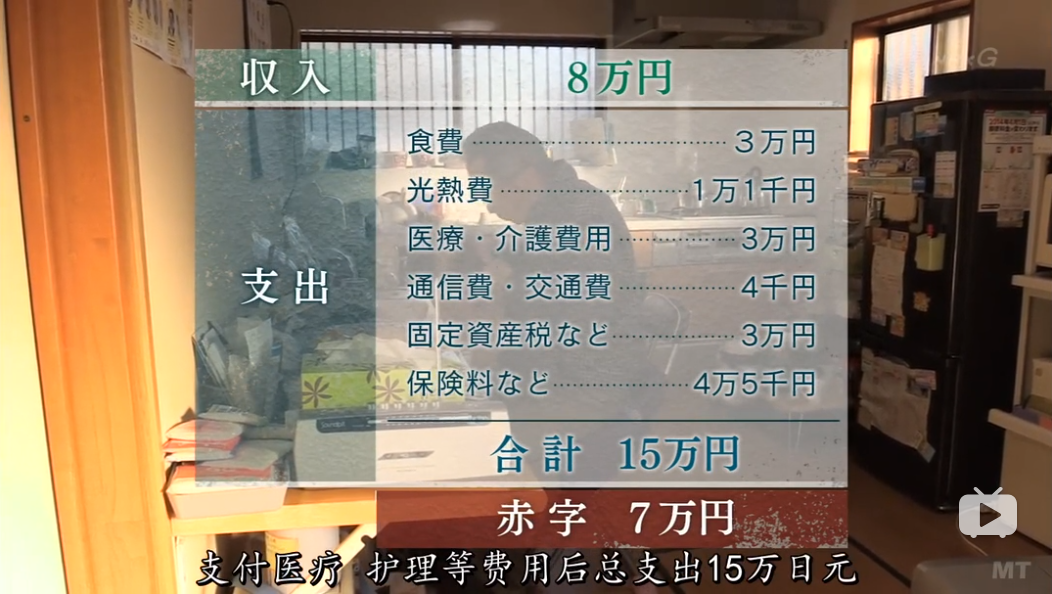 収入 8万円
支出
食費 3万円
光熱費 1万1千円
医療・介護費用 3万円
通信費・交通費 4千円
固定資産税など 3万円
保険料など 4万5千円
合計 15万円
赤字 7万円
支付医疗 护理等费用后总支出15万日元
MT